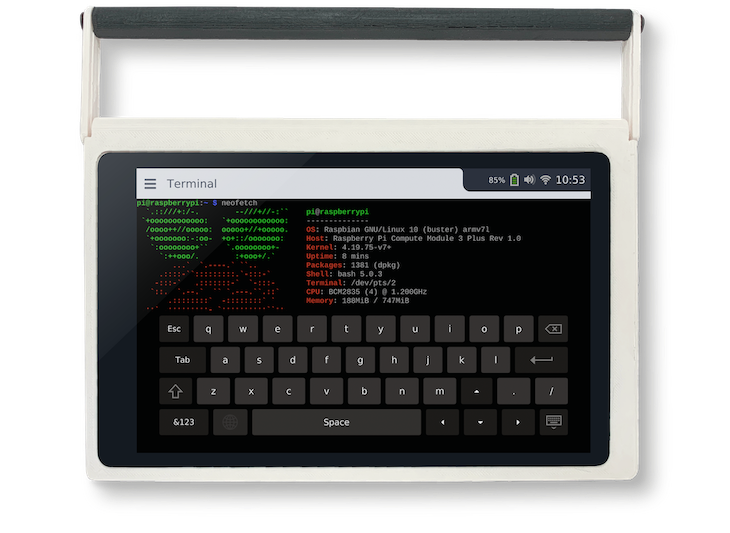 Terminal
85% 10:53
pi@raspberrypi:~ $ neofetch
pi@raspberrypi
--------------
OS: Raspbian GNU/Linux 10 (buster) armv7l
Host: Raspberry Pi Compute Module 3 Plus Rev 1.0
Kernel: 4.19.75-v7+
Uptime: 8 mins
Packages: 1381 (dpkg)
Shell: bash 5.0.3
Terminal: /dev/pts/2
CPU: BCM2835 (4) @ 1.200GHz
Memory: 188MiB / 747MiB
Esc q w e r t y u i o p
Tab a s d f g h j k l
z x c v b n m . /
&123 Space